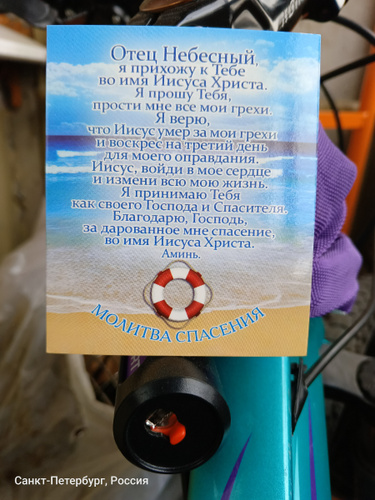 Отец Небесный,
я прихожу к Тебе
во имя Иисуса Христа.
Я прошу Тебя,
прости мне все мои грехи.
Я верю,
что Иисус умер за мои грехи
и воскрес на третий день
для моего оправдания.
Иисус, войди в мое сердце
и измени всю мою жизнь.
Я принимаю Тебя
как своего Господа и Спасителя.
Благодарю, Господь,
за дарованное мне спасение,
во имя Иисуса Христа.
Аминь.
МОЛИТВА СПАСЕНИЯ
Санкт-Петербург, Россия